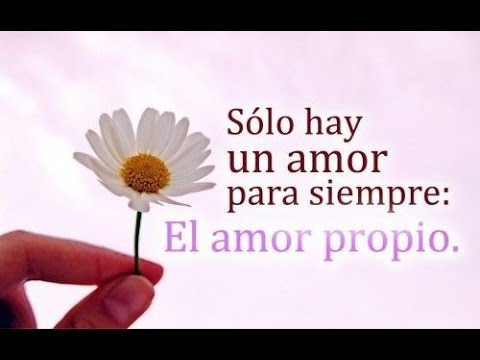 Sólo hay
un amor
para siempre:
El amor propio.